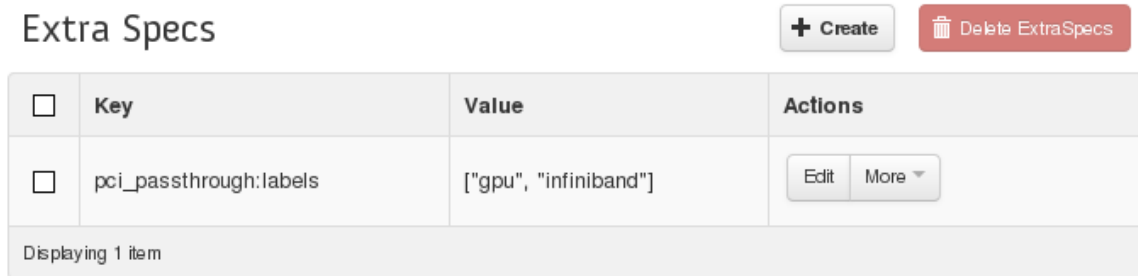 Extra Specs
+ Create
Delete ExtraSpecs
Key Value Actions
pci_passthrough:labels ["gpu", "infiniband"] Edit More
Displaying 1 item